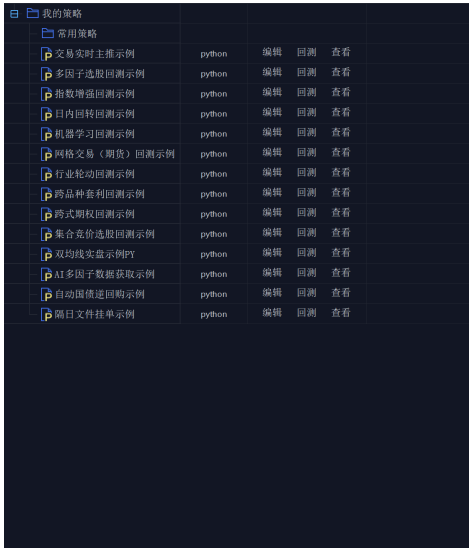 我的策略
常用策略
交易实时主推示例 python 编辑 回测 查看
多因子选股回测示例 python 编辑 回测 查看
指数增强回测示例 python 编辑 回测 查看
日内回转回测示例 python 编辑 回测 查看
机器学习回测示例 python 编辑 回测 查看
网格交易（期货）回测示例 python 编辑 回测 查看
行业轮动回测示例 python 编辑 回测 查看
跨品种套利回测示例 python 编辑 回测 查看
跨式期权回测示例 python 编辑 回测 查看
集合竞价选股回测示例 python 编辑 回测 查看
双均线实盘示例PY python 编辑 回测 查看
AI多因子数据获取示例 python 编辑 回测 查看
自动国债逆回购示例 python 编辑 回测 查看
隔日文件挂单示例 python 编辑 回测 查看